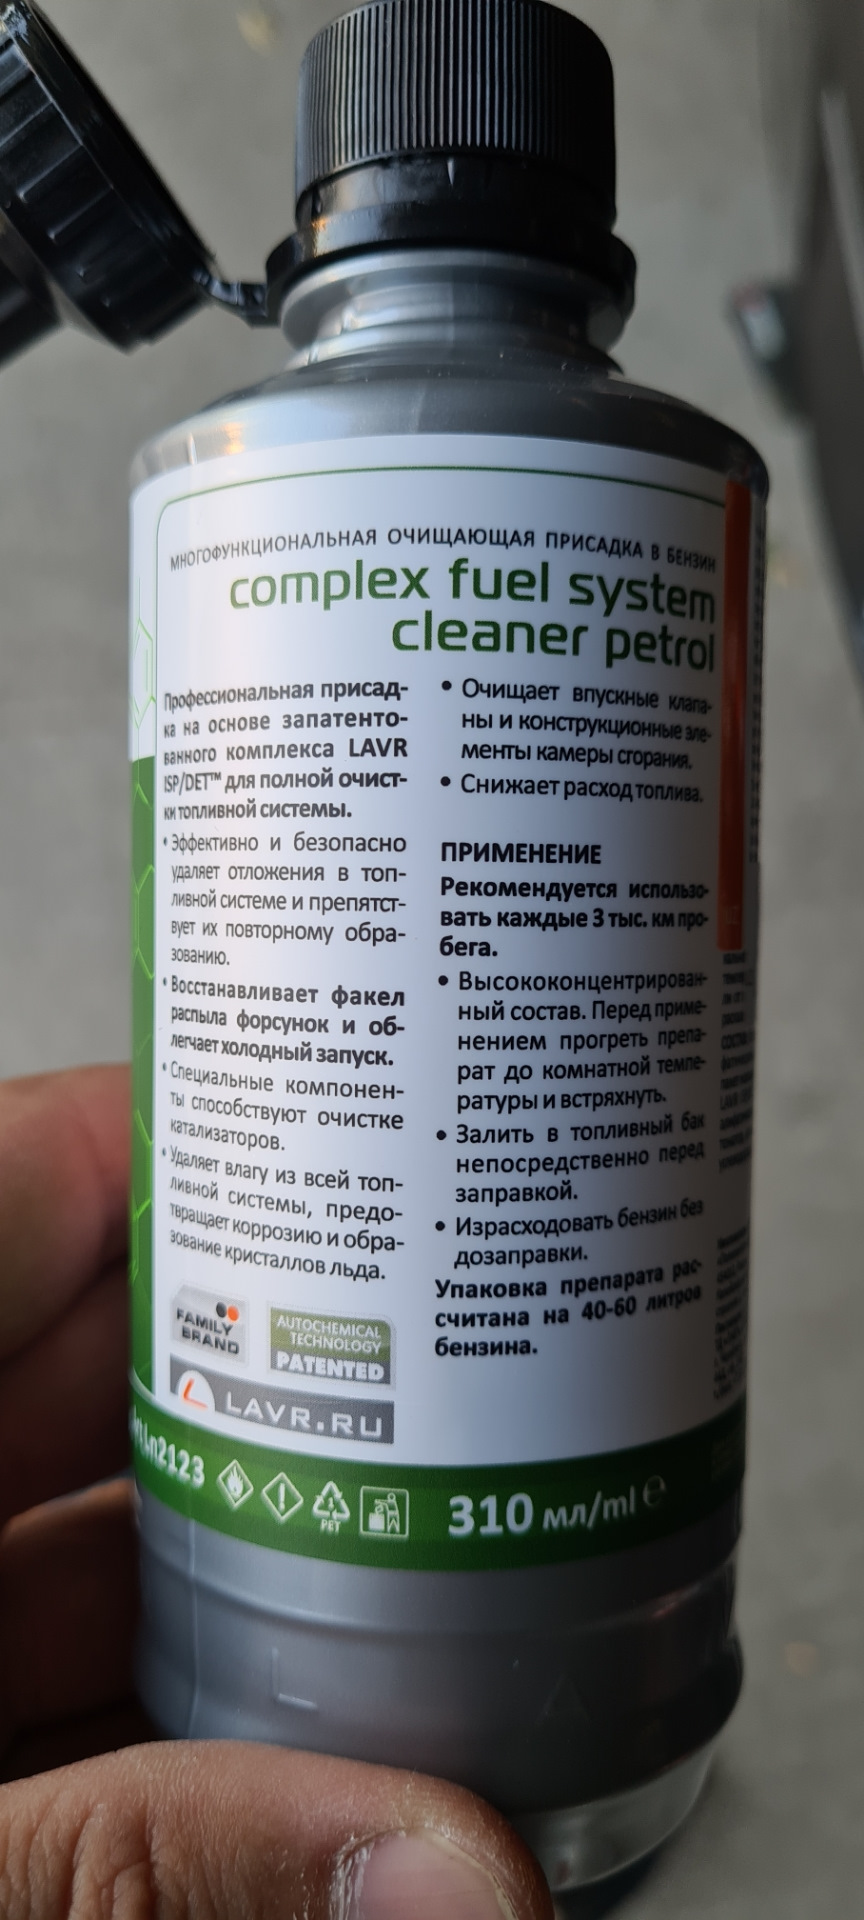 МНОГОФУНКЦИОНАЛЬНАЯ ОЧИЩАЮЩАЯ ПРИСАДКА В БЕНЗИН
complex fuel system
cleaner petrol
Профессиональная присад-
ка на основе запатенто-
ванного комплекса LAVR
ISP/DET™ для полной очист-
ки топливной системы.
• Эффективно и безопасно
удаляет отложения в топ-
ливной системе и препятст-
вует их повторному обра-
зованию.
• Восстанавливает факел
распыла форсунок и об-
легчает холодный запуск.
• Специальные компонен-
ты способствуют очистке
катализаторов.
• Удаляет влагу из всей топ-
ливной системы, предо-
твращает коррозию и обра-
зование кристаллов льда.
• Очищает впускные клапа-
ны и конструкционные эле-
менты камеры сгорания.
• Снижает расход топлива.
ПРИМЕНЕНИЕ
Рекомендуется использо-
вать каждые 3 тыс. км про-
бега.
• Высококонцентрирован-
ный состав. Перед приме-
нением прогреть препа-
рат до комнатной темпе-
ратуры и встряхнуть.
• Залить в топливный бак
непосредственно перед
заправкой.
• Израсходовать бензин без
дозаправки.
Упаковка препарата рас-
считана на 40-60 литров
бензина.
FAMILY
BRAND
AUTOCHEMICAL
TECHNOLOGY
PATENTED
LAVR.RU
Ln2123
PET
310 мл/ml e
L